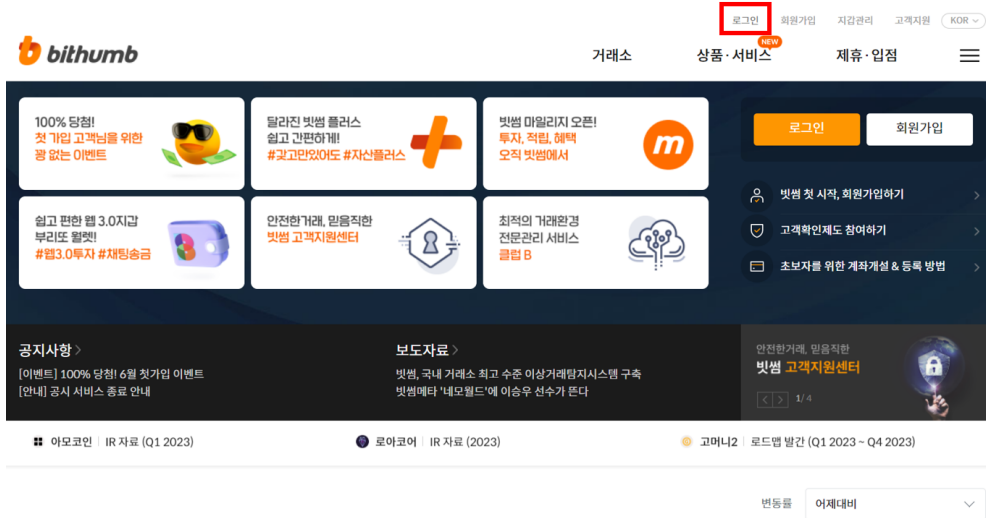 로그인 회원가입 지갑관리 고객지원 KOR
bithumb 거래소 상품·서비스 NEW 제휴·입점
100% 당첨!
첫 가입 고객님을 위한
꽝 없는 이벤트
달라진 빗썸 플러스
쉽고 간편하게!
#갖고만있어도 #자산플러스
빗썸 마일리지 오픈!
투자, 적립, 혜택
오직 빗썸에서
m
로그인 회원가입
쉽고 편한 웹 3.0지갑
부리또 월렛!
#웹3.0투자 #채팅송금
안전한거래, 믿음직한
빗썸 고객지원센터
최적의 거래환경
전문관리 서비스
클럽 B
빗썸 첫 시작, 회원가입하기
고객확인제도 참여하기
초보자를 위한 계좌개설 & 등록 방법
공지사항
[이벤트] 100% 당첨! 6월 첫가입 이벤트
[안내] 공시 서비스 종료 안내
보도자료
빗썸, 국내 거래소 최고 수준 이상거래탐지시스템 구축
빗썸메타 '네모월드'에 이승우 선수가 뜬다
안전한거래, 믿음직한
빗썸 고객지원센터
1/4
아모코인 IR 자료 (Q1 2023) 로아코어 IR 자료 (2023) 고머니2 로드맵 발간 (Q1 2023 ~ Q4 2023)
변동률 어제대비